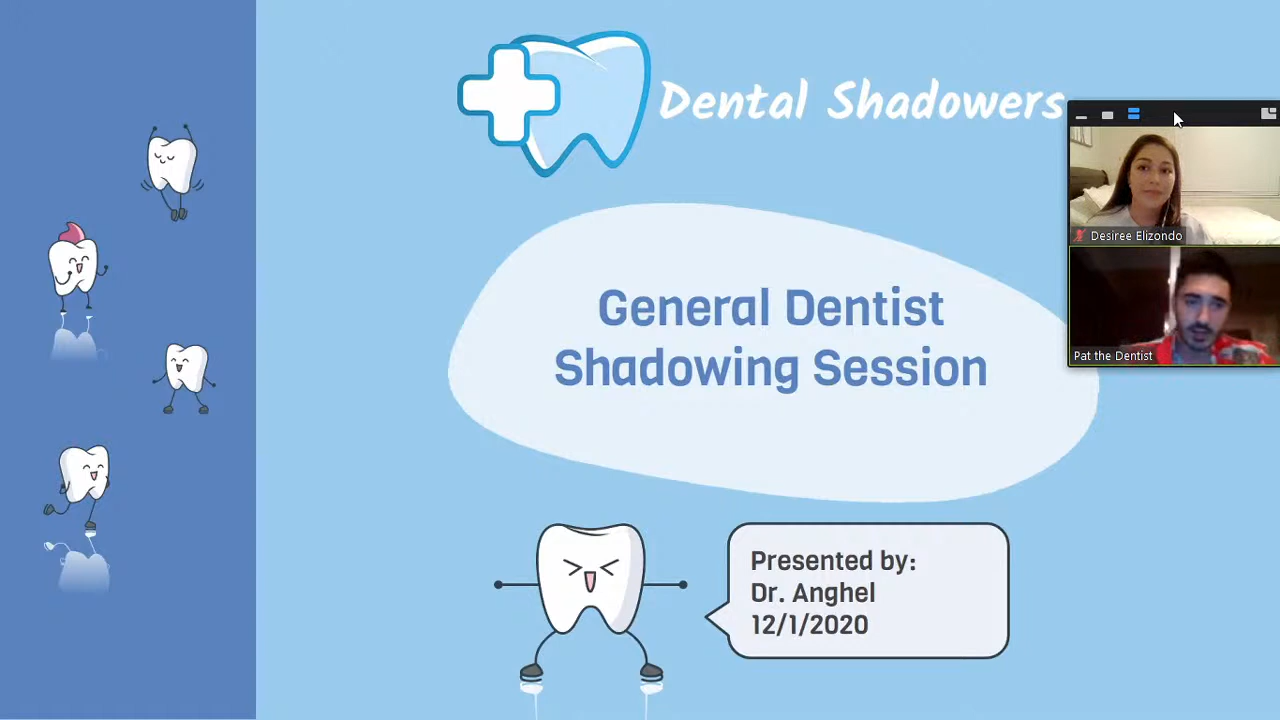 Dental Shadowers
General Dentist
Shadowing Session
Desiree Elizondo
Pat the Dentist
Presented by:
Dr. Anghel
12/1/2020